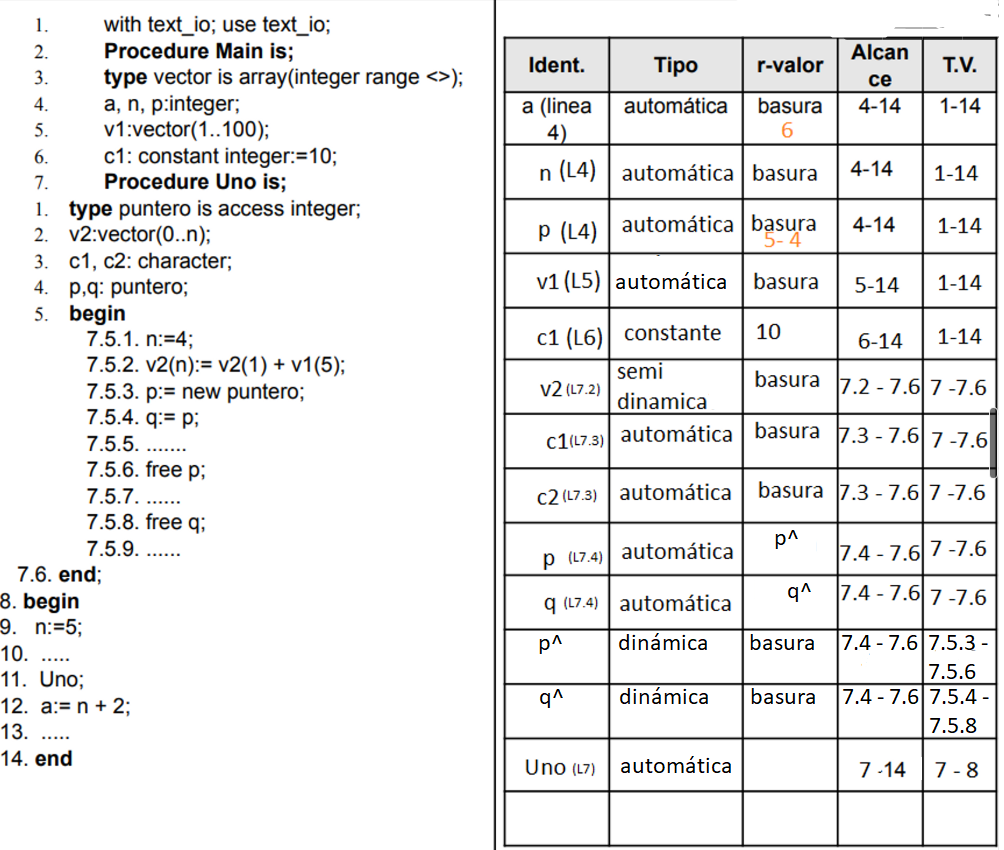 1. with text_io; use text_io;
2. Procedure Main is;
3. type vector is array(integer range <>);
4. a, n, p:integer;
5. v1:vector(1..100);
6. c1: constant integer:=10;
7. Procedure Uno is;
1. type puntero is access integer;
2. v2:vector(0..n);
3. c1, c2: character;
4. p,q: puntero;
5. begin
7.5.1. n:=4;
7.5.2. v2(n):= v2(1) + v1(5);
7.5.3. p:= new puntero;
7.5.4. q:= p;
7.5.5. .......
7.5.6. free p;
7.5.7. ......
7.5.8. free q;
7.5.9. ......
7.6. end;
8. begin
9. n:=5;
10. .....
11. Uno;
12. a:= n + 2;
13. .....
14. end
Ident. Tipo r-valor Alcan
ce T.V.
a (linea
4) automática basura
6 4-14 1-14
n (L4) automática basura 4-14 1-14
p (L4) automática basura
5- 4 4-14 1-14
v1 (L5) automática basura 5-14 1-14
c1 (L6) constante 10 6-14 1-14
v2 (L7.2) semi
dinamica basura 7.2 - 7.6 7 -7.6
c1(L7.3) automática basura 7.3 - 7.6 7 -7.6
c2 (L7.3) automática basura 7.3 - 7.6 7 -7.6
p (L7.4) automática p^ 7.4 - 7.6 7 -7.6
q (L7.4) automática q^ 7.4 - 7.6 7 -7.6
p^ dinámica basura 7.4 - 7.6 7.5.3 -
7.5.6
q^ dinámica basura 7.4 - 7.6 7.5.4 -
7.5.8
Uno (L7) automática 7 -14 7 - 8